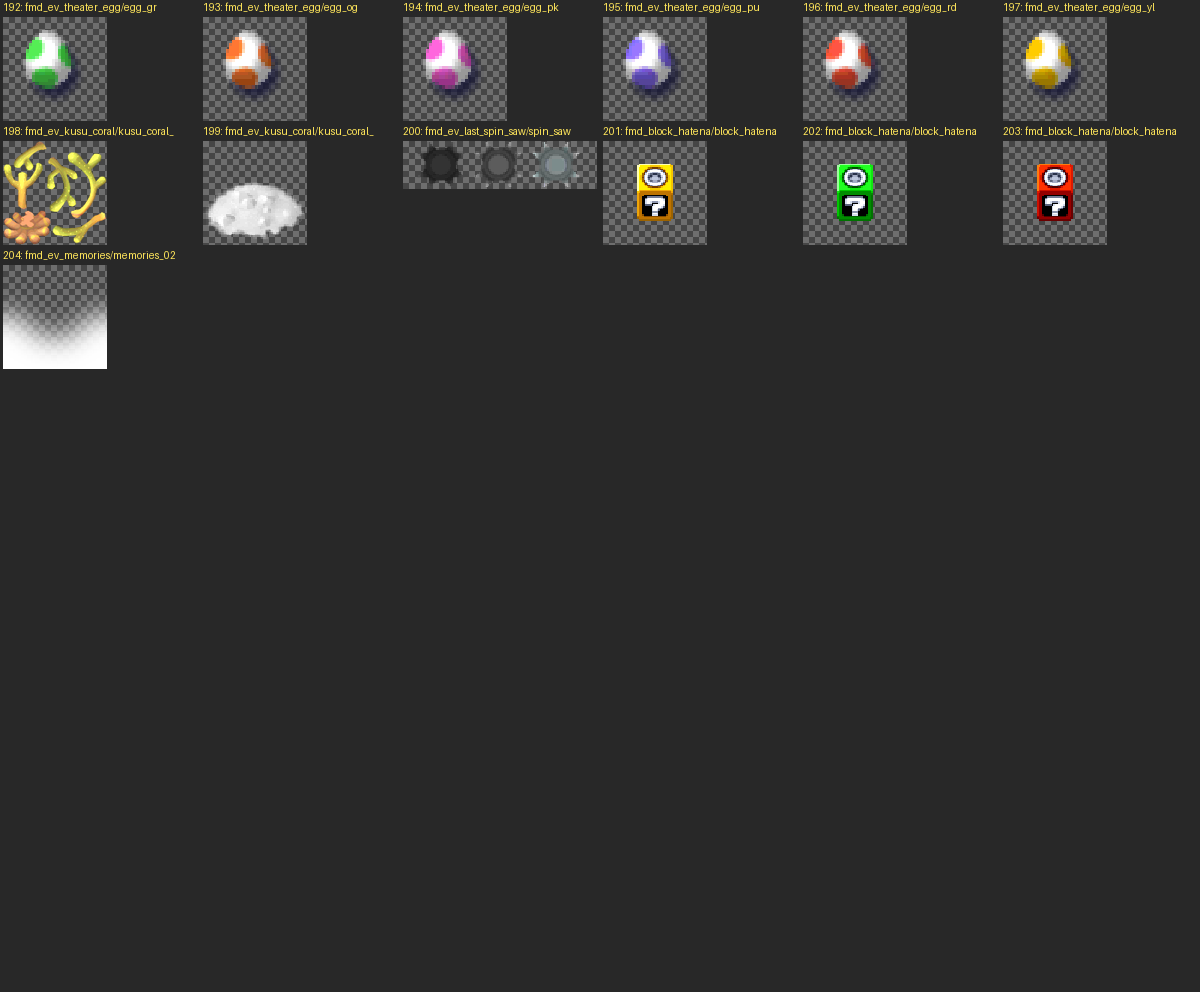 192: fmd_ev_theater_egg/egg_gr
193: fmd_ev_theater_egg/egg_og
194: fmd_ev_theater_egg/egg_pk
195: fmd_ev_theater_egg/egg_pu
196: fmd_ev_theater_egg/egg_rd
197: fmd_ev_theater_egg/egg_yl
198: fmd_ev_kusu_coral/kusu_coral_
199: fmd_ev_kusu_coral/kusu_coral_
200: fmd_ev_last_spin_saw/spin_saw
201: fmd_block_hatena/block_hatena
202: fmd_block_hatena/block_hatena
203: fmd_block_hatena/block_hatena
?
?
?
204: fmd_ev_memories/memories_02